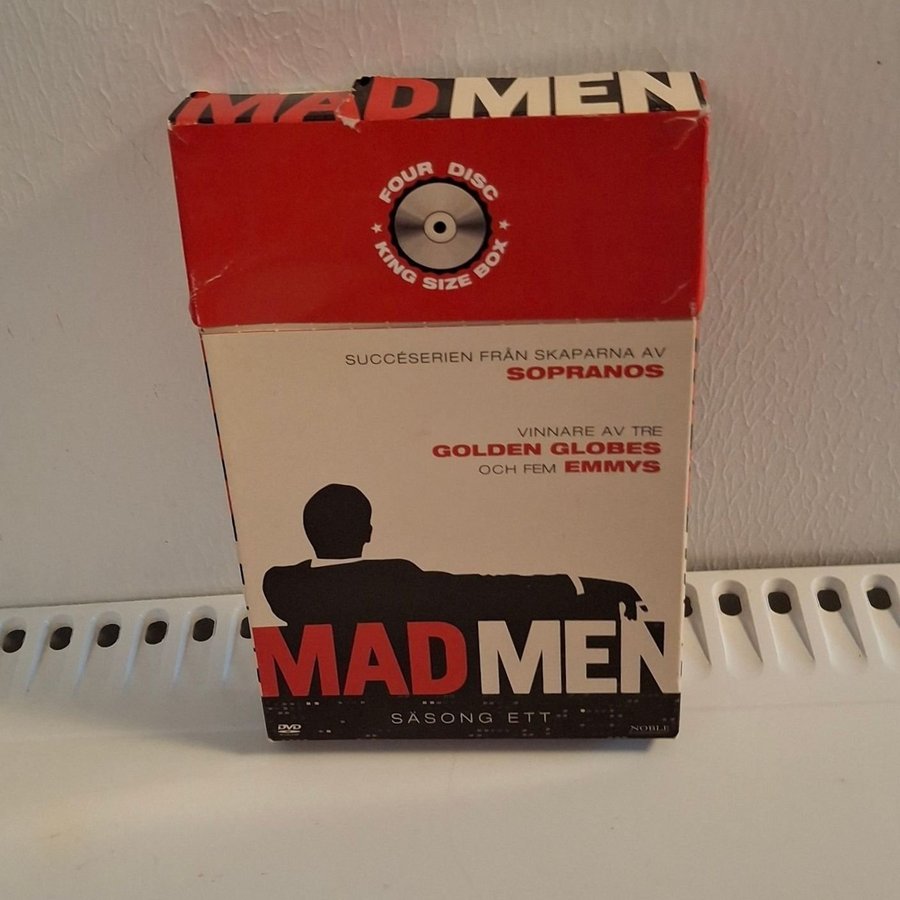 MAD MEN
FOUR DISC
KING SIZE BOX
SUCCÉSERIEN FRÅN SKAPARNA AV
SOPRANOS
VINNARE AV TRE
GOLDEN GLOBES
OCH FEM EMMYS
MAD MEN
SÄSONG ETT
DVD
NOBLE